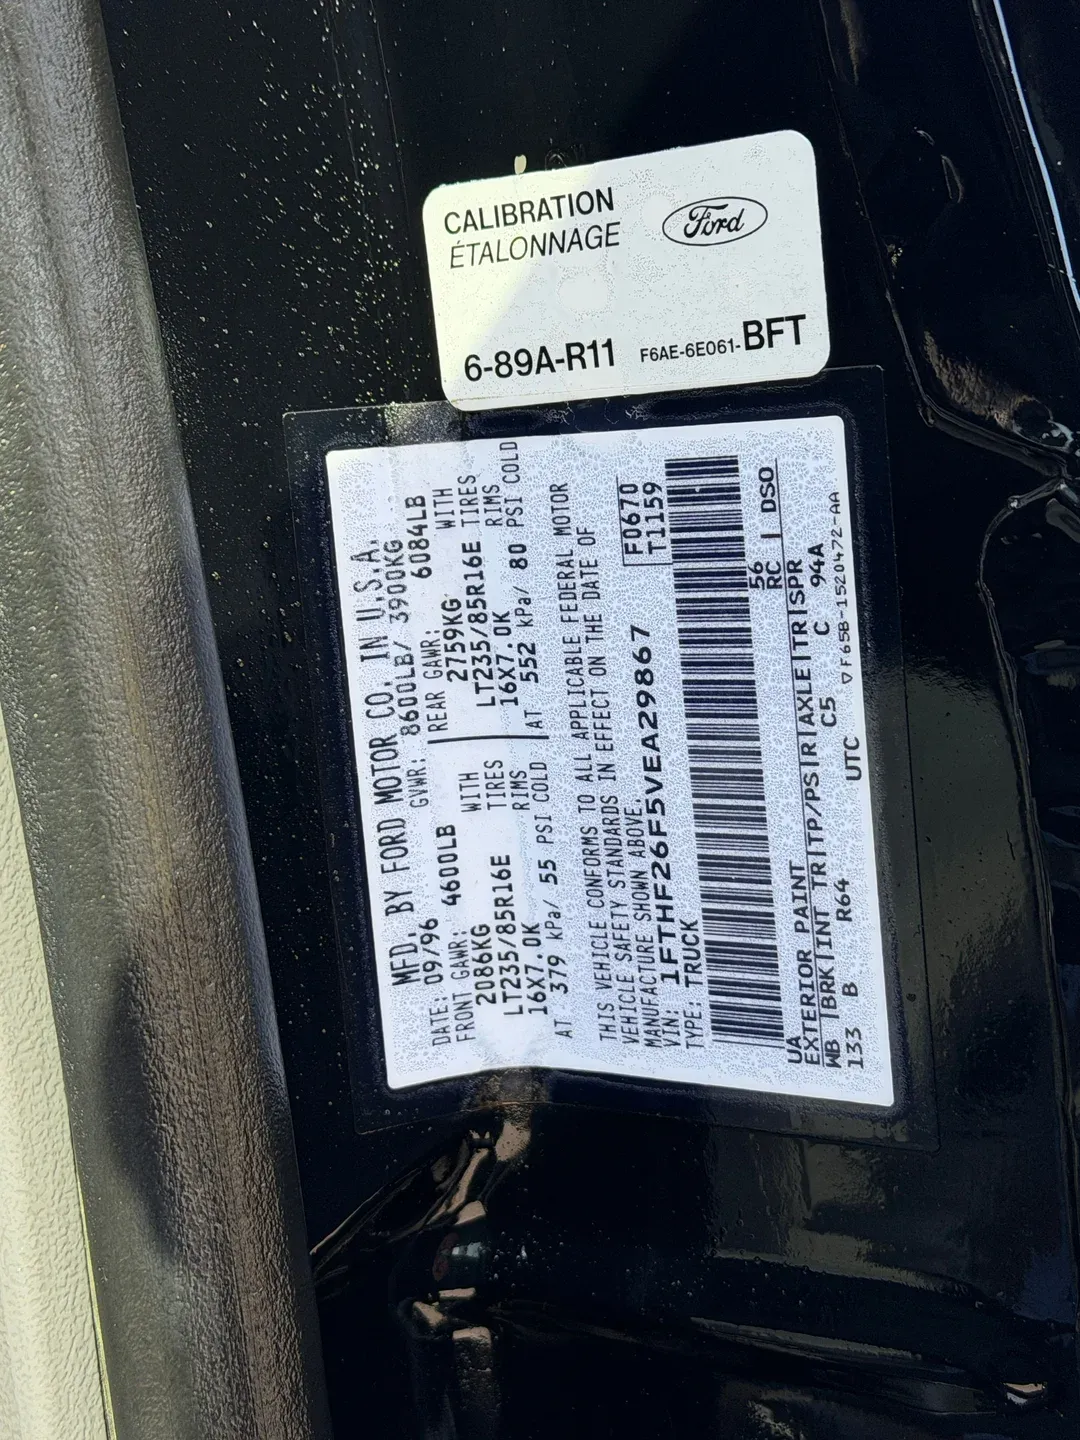 CALIBRATION
ÉTALONNAGE
Ford
6-89A-R11 F6AE-6E061-BFT
MFD. BY FORD MOTOR CO. IN U.S.A.
DATE: 09/96 GVWR: 8600LB/ 3900KG
FRONT GAWR: 4600LB REAR GAWR: 6084LB
2086KG WITH 2759KG WITH
LT235/85R16E TIRES LT235/85R16E TIRES
16X7.0K RIMS 16X7.0K RIMS
AT 379 kPa/ 55 PSI COLD AT 552 kPa/ 80 PSI COLD
THIS VEHICLE CONFORMS TO ALL APPLICABLE FEDERAL MOTOR
VEHICLE SAFETY STANDARDS IN EFFECT ON THE DATE OF
MANUFACTURE SHOWN ABOVE.
VIN: 1FTHF26F5VEA29867 F0670
TYPE: TRUCK T1159
UA 56
EXTERIOR PAINT RC DSO
WB BRK INT TR TP/PS R AXLE TR SPR
133 B R64 C5 C 94A
UTC ▽F65B-1520472-AA